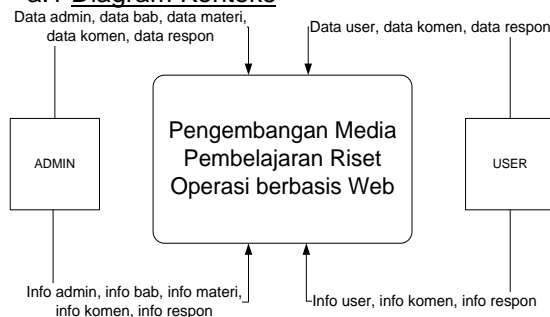 Diagram Konteks
Data admin, data bab, data materi,
data komen, data respon
Data user, data komen, data respon
Pengembangan Media
Pembelajaran Riset
Operasi berbasis Web
ADMIN
USER
Info admin, info bab, info materi,
info komen, info respon
Info user, info komen, info respon